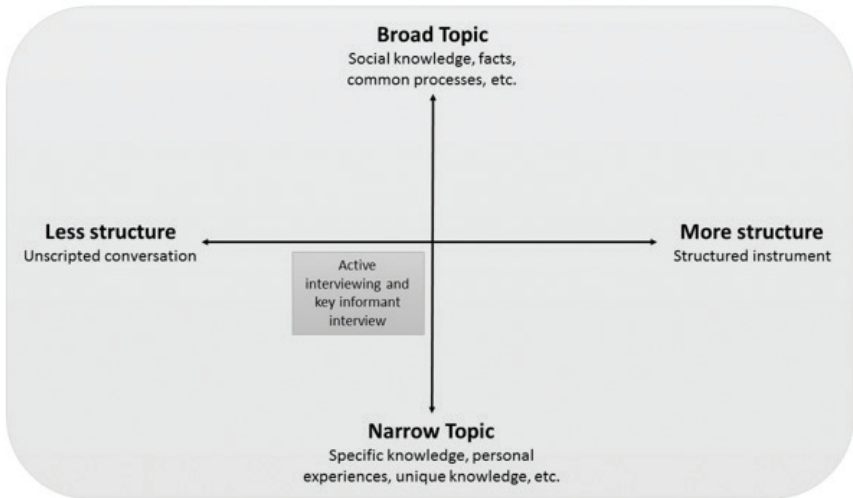 Broad Topic
Social knowledge, facts,
common processes, etc.
Less structure
Unscripted conversation
More structure
Structured instrument
Active
interviewing and
key informant
interview
Narrow Topic
Specific knowledge, personal
experiences, unique knowledge, etc.